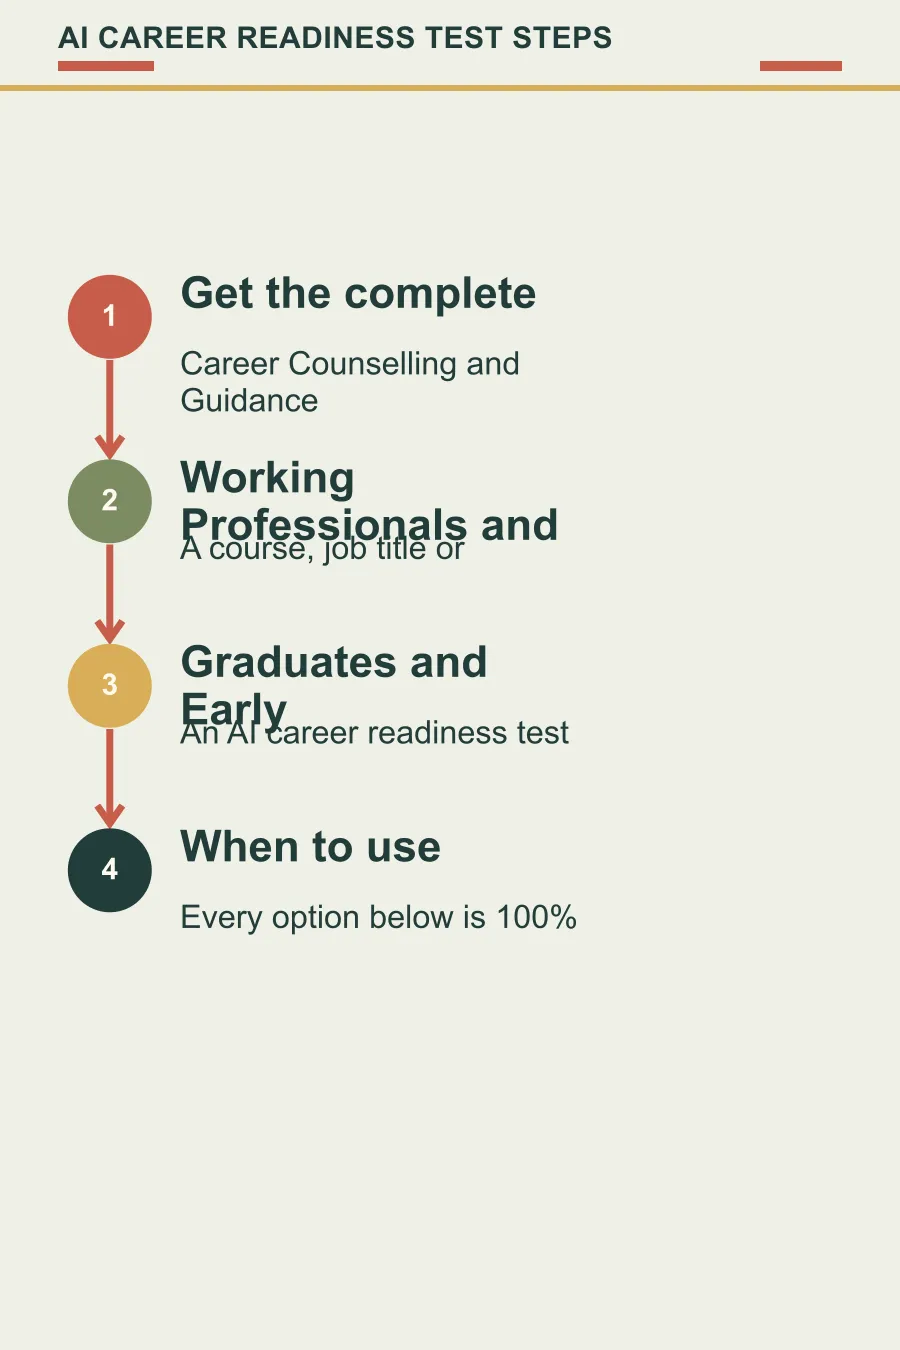 AI CAREER READINESS TEST STEPS
1
Get the complete
Career Counselling and
Guidance
2
Working
Professionals and
A course, job title or
3
Graduates and
Early
An AI career readiness test
4
When to use
Every option below is 100%